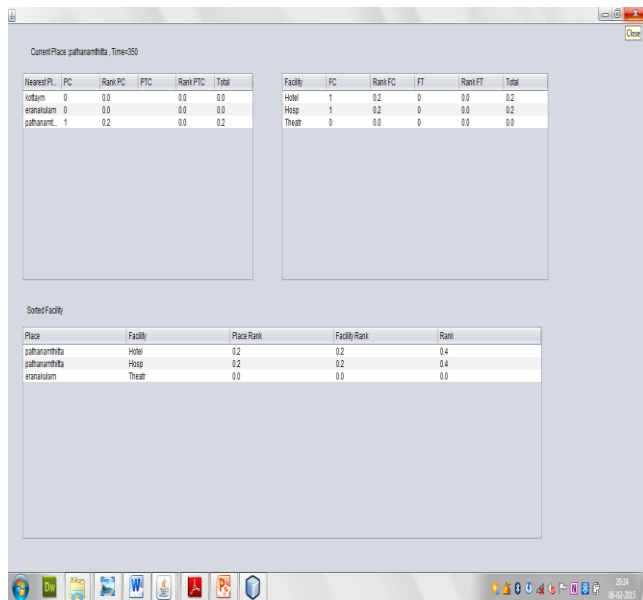 Close
Current Place :pathanamthitta , Time=350
Nearest Pl... PC Rank PC PTC Rank PTC Total
kottaym 0 0.0 0.0 0.0
eranakulam 0 0.0 0.0 0.0
pathanamt... 1 0.2 0.0 0.2
Facility FC Rank FC FT Rank FT Total
Hotel 1 0.2 0 0.0 0.2
Hosp 1 0.2 0 0.0 0.2
Theatr 0 0.0 0 0.0 0.0
Sorted Facility
Place Facility Place Rank Facility Rank Rank
pathanamthitta Hotel 0.2 0.2 0.4
pathanamthitta Hosp 0.2 0.2 0.4
eranakulam Theatr 0.0 0.0 0.0
Dw W P N
20:24
06-02-2015